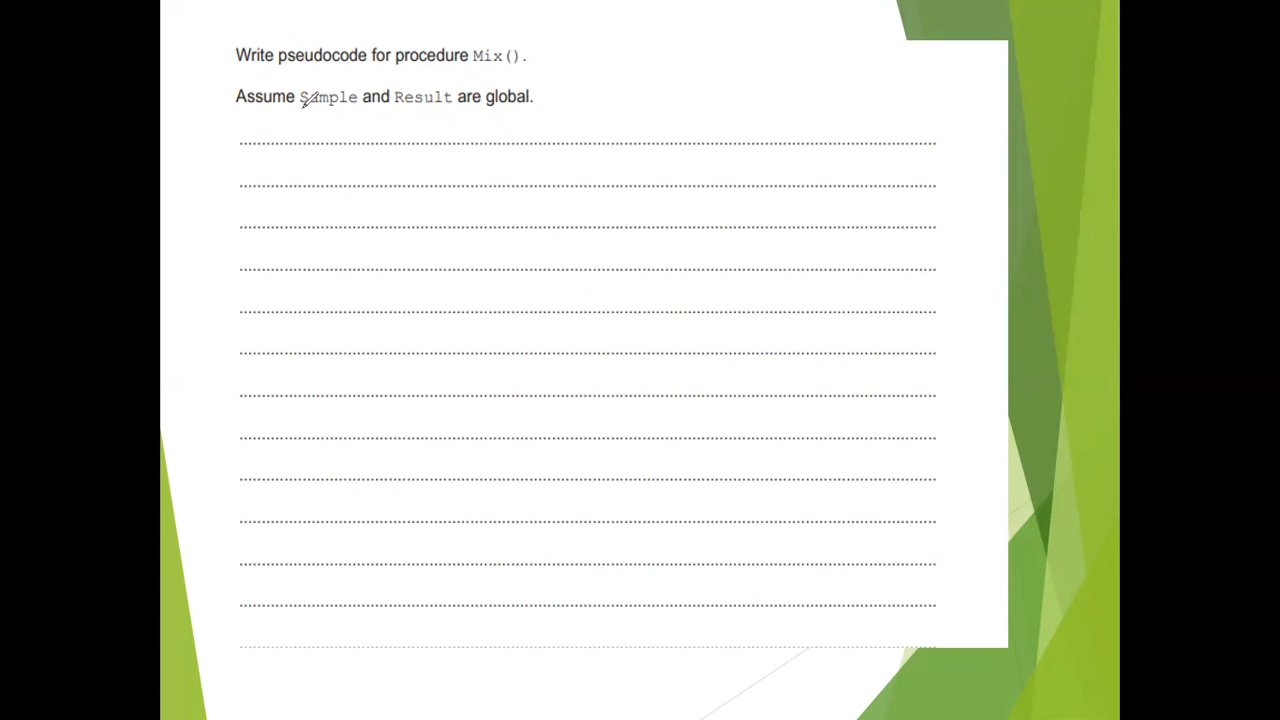 Write pseudocode for procedure Mix().
Assume Sample and Result are global.